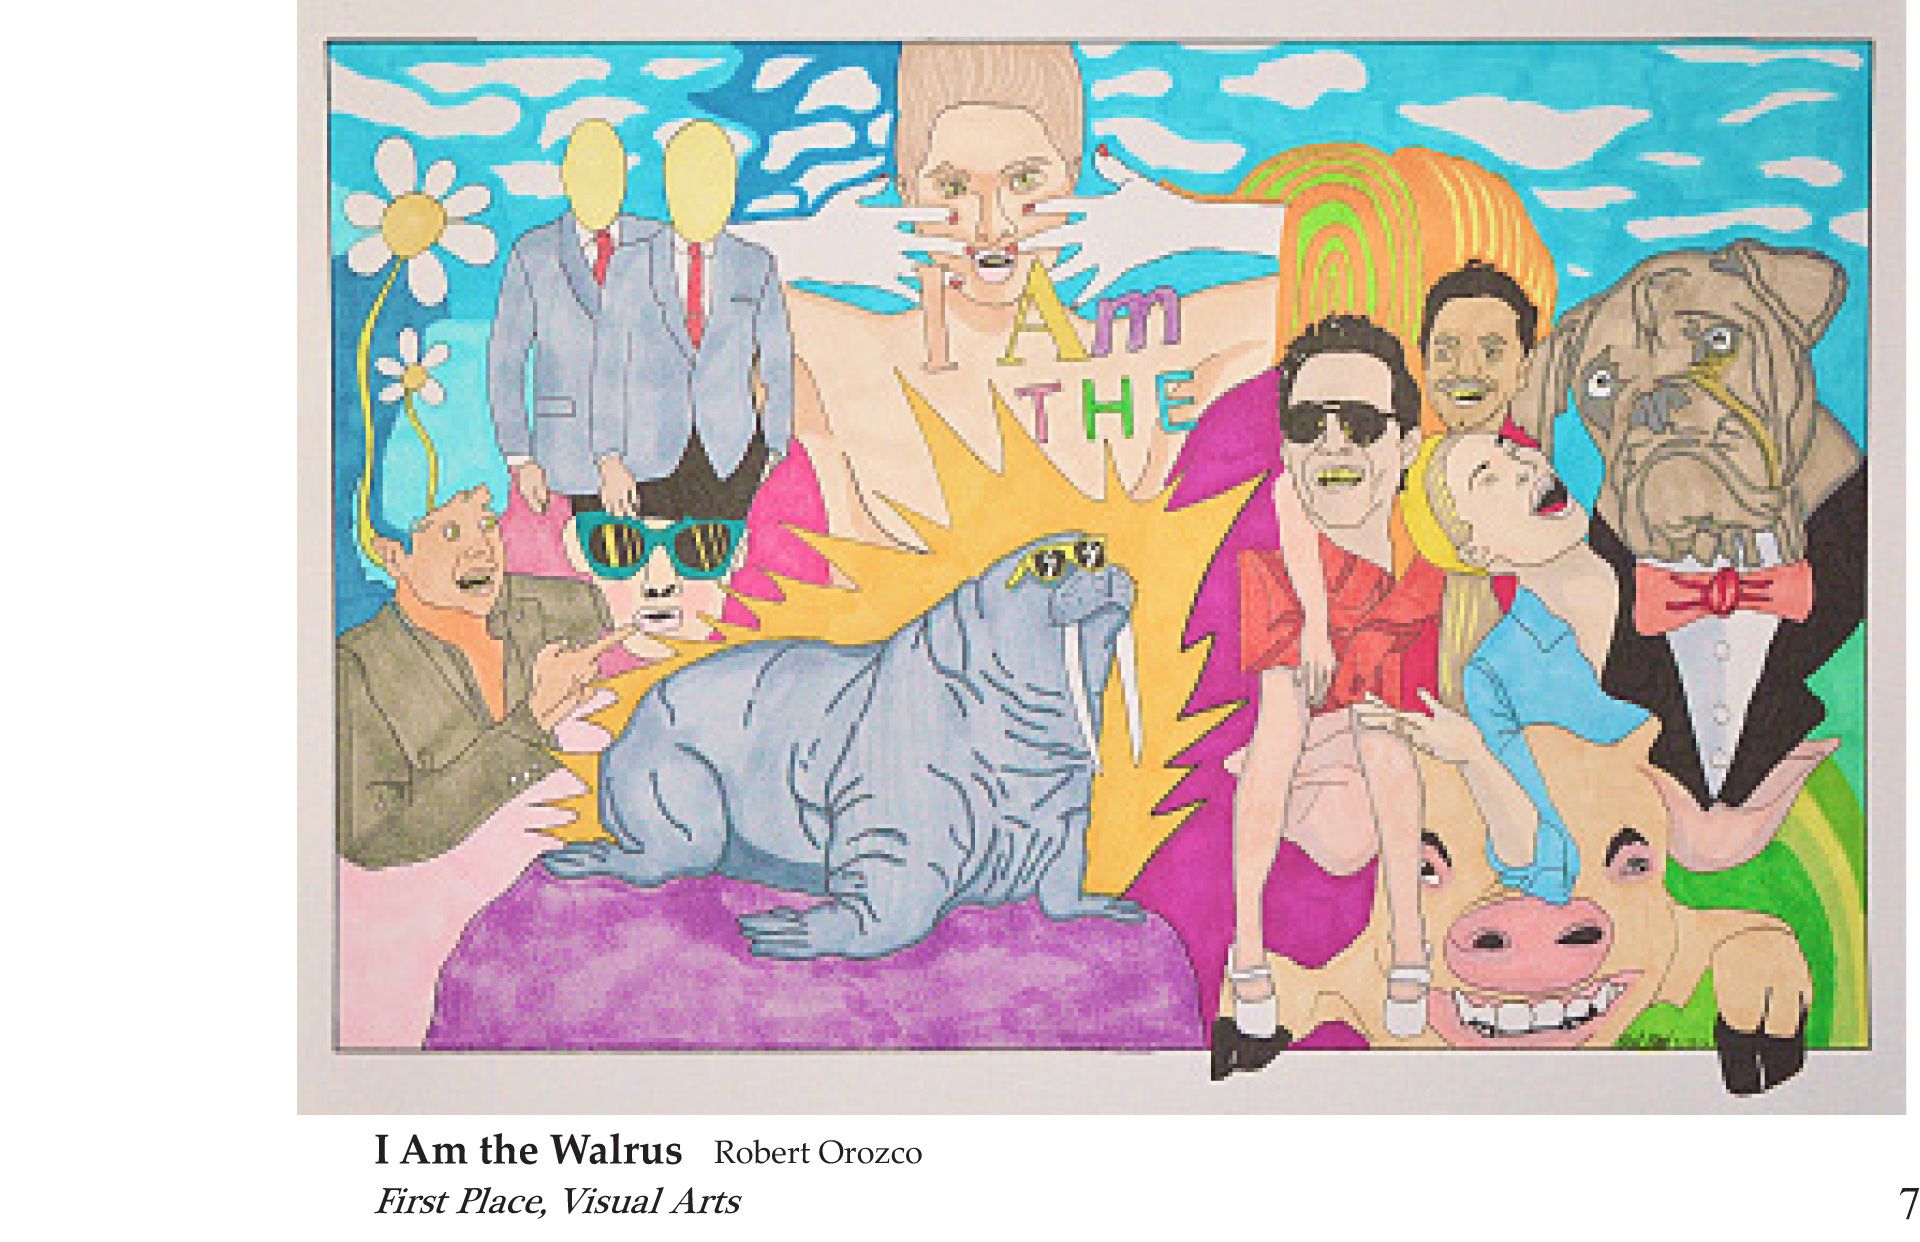 I Am
THE
I Am the Walrus Robert Orozco
First Place, Visual Arts
7